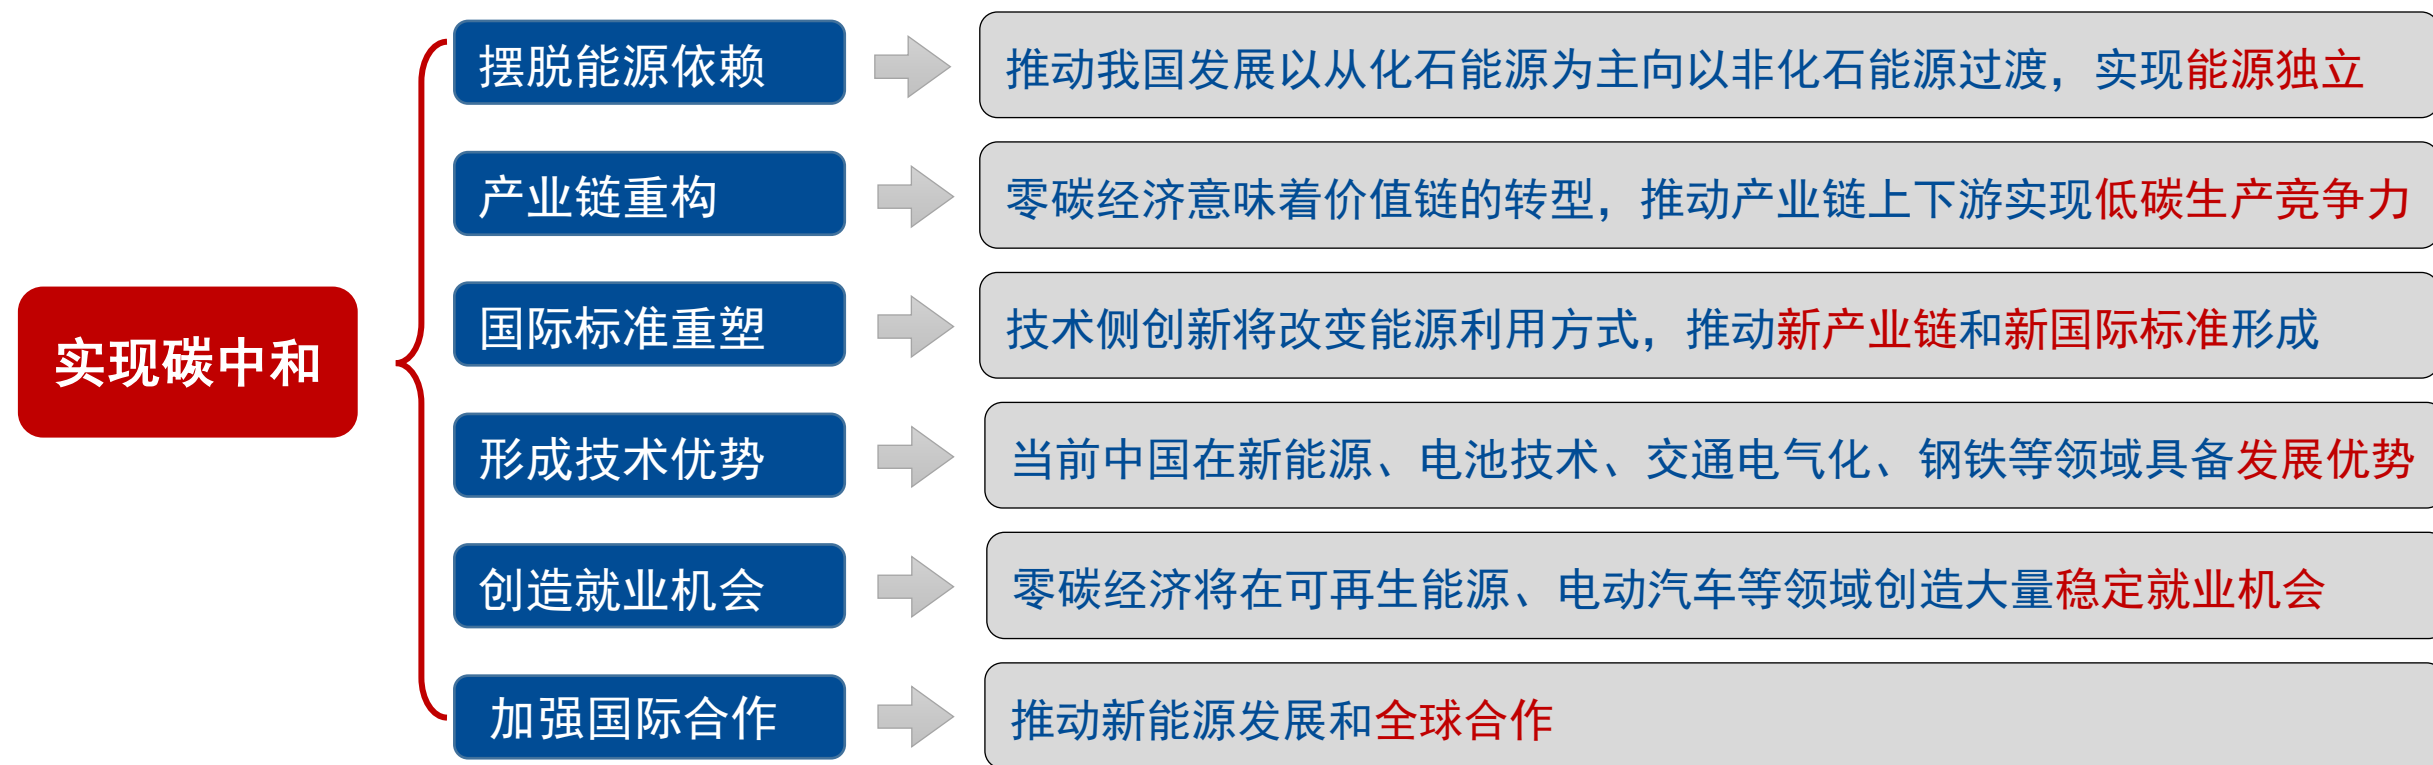 摆脱能源依赖
推动我国发展以从化石能源为主向以非化石能源过渡，实现能源独立
产业链重构
零碳经济意味着价值链的转型，推动产业链上下游实现低碳生产竞争力
国际标准重塑
技术侧创新将改变能源利用方式，推动新产业链和新国际标准形成
实现碳中和
形成技术优势
当前中国在新能源、电池技术、交通电气化、钢铁等领域具备发展优势
创造就业机会
零碳经济将在可再生能源、电动汽车等领域创造大量稳定就业机会
加强国际合作
推动新能源发展和全球合作